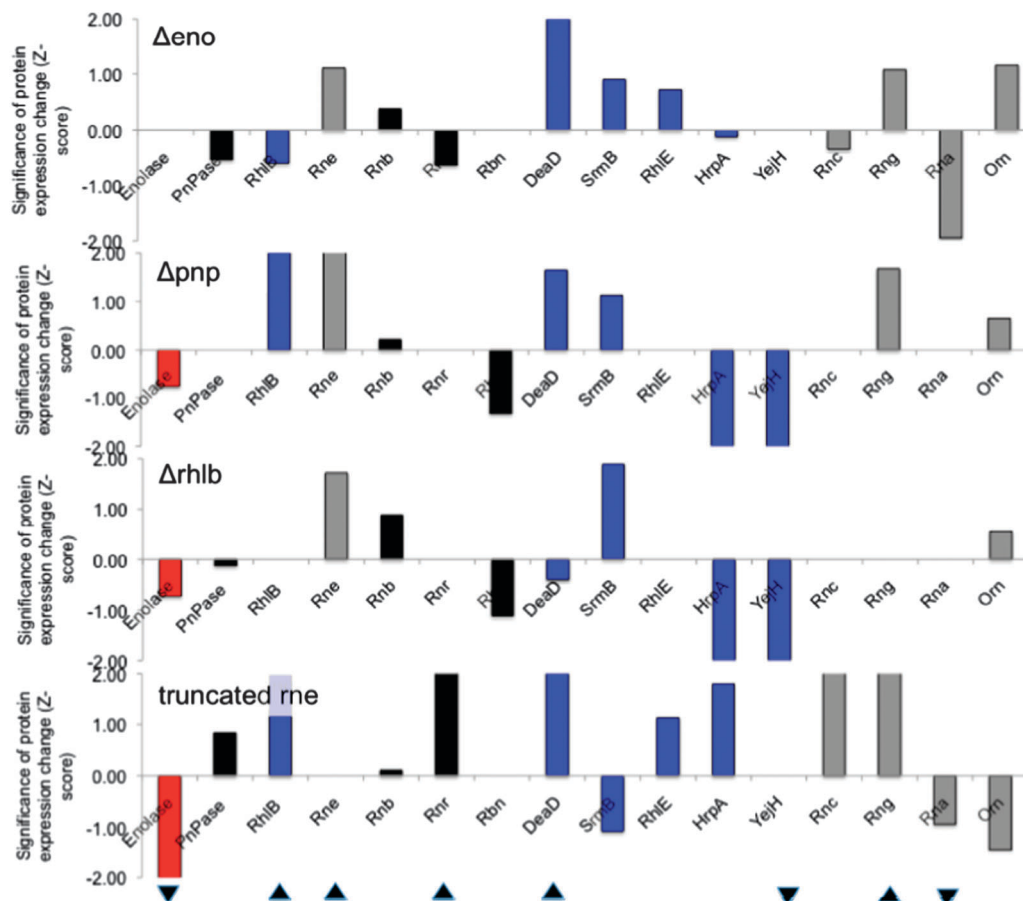 Significance of protein
expression change (Z-
score)
Δeno
2.00
1.00
0.00
-1.00
-2.00
Enolase PnPase RhlB Rne Rnb Rbn DeaD SrmB RhlE HrpA YejH Rnc Rng Rna Orn
Significance of protein
expression change (Z-
score)
Δpnp
2.00
1.00
0.00
-1.00
-2.00
Enolase PnPase RhlB Rne Rnb Rnr DeaD SrmB RhlE HrpA YejH Rnc Rng Rna Orn
Significance of protein
expression change (Z-
score)
Δrhlb
2.00
1.00
0.00
-1.00
-2.00
Enolase PnPase RhlB Rne Rnb Rnr DeaD SrmB RhlE HrpA YejH Rnc Rng Rna Orn
Significance of protein
expression change (Z-
score)
truncated rne
2.00
1.00
0.00
-1.00
-2.00
Enolase PnPase RhlB Rne Rnb Rnr Rbn DeaD SrmB RhlE HrpA YejH Rnc Rng Rna Orn